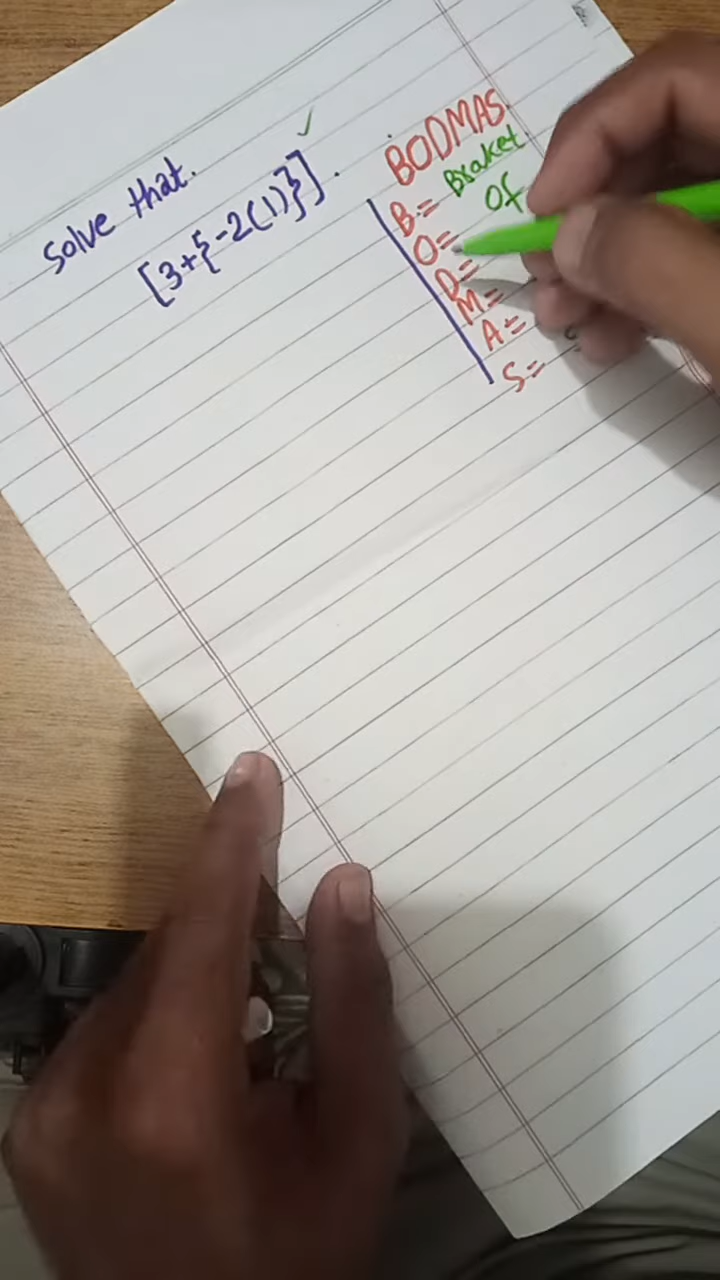 Solve that.
[3+{-2(1)}].
BODMAS.
B= Braket
O= Of
D=
M=
A=
S=